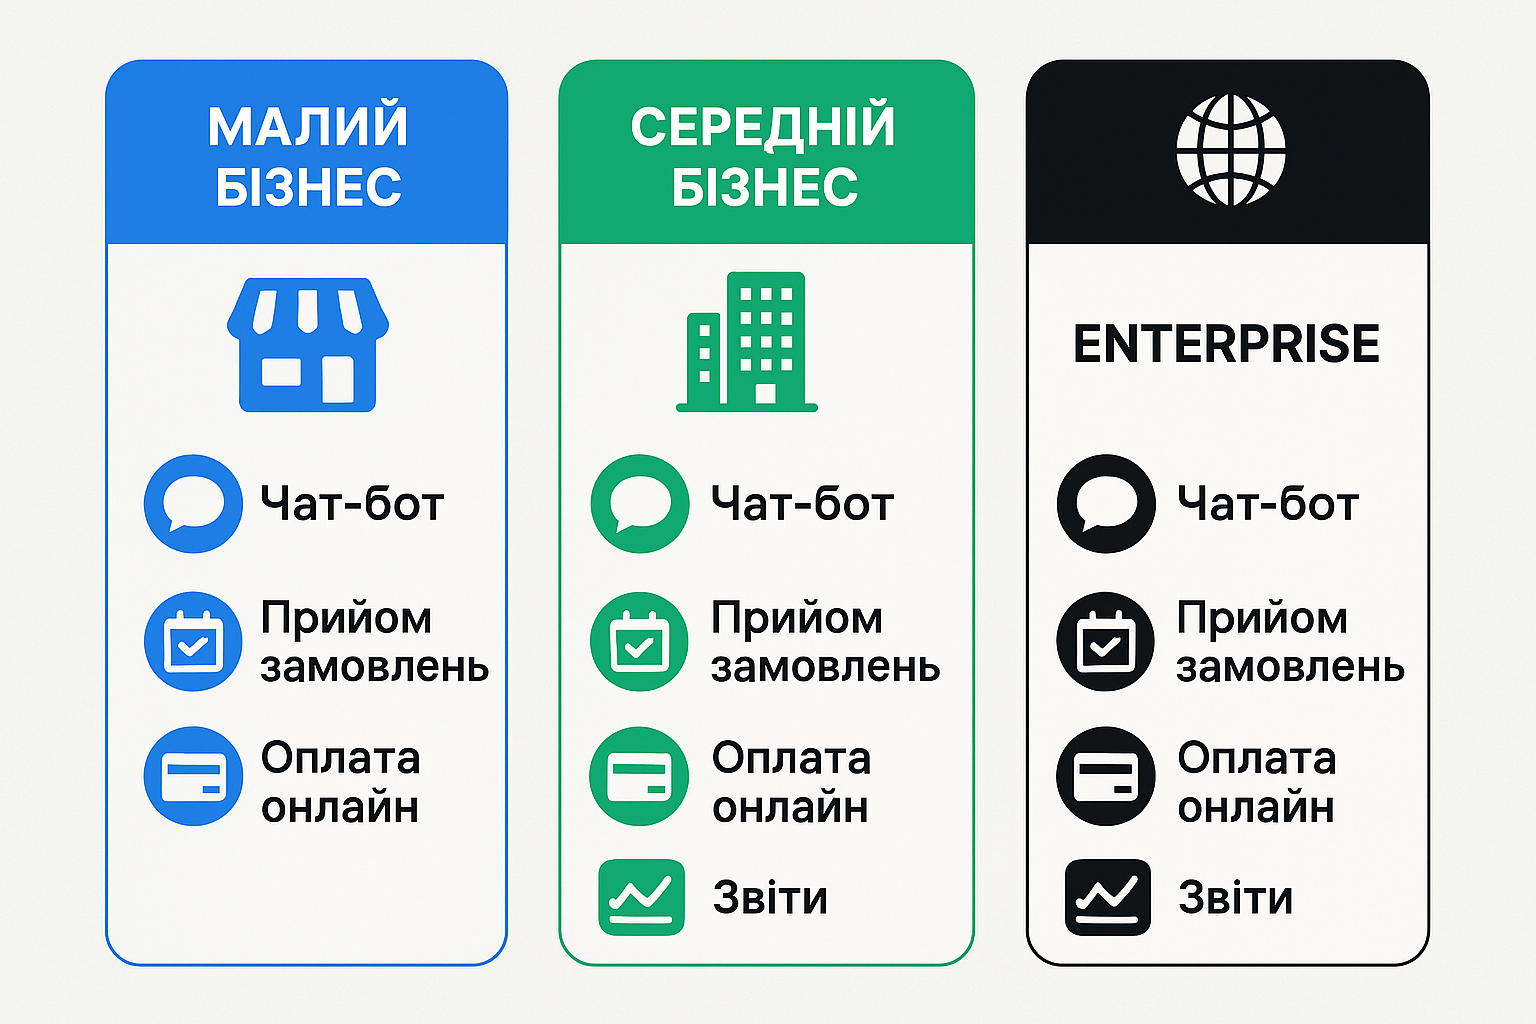 МАЛИЙ
БІЗНЕС
Чат-бот
Прийом
замовлень
Оплата
онлайн
СЕРЕДНІЙ
БІЗНЕС
Чат-бот
Прийом
замовлень
Оплата
онлайн
Звіти
ENTERPRISE
Чат-бот
Прийом
замовлень
Оплата
онлайн
Звіти